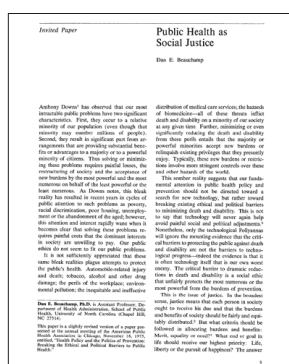 Invited Paper
Public Health as
Social Justice
Dan E. Beauchamp
Anthony Downs¹ has observed that our most
intractable public problems have two significant
characteristics. First, they occur to a relative
minority of our population (even though that
minority may number millions of people).
Second, they result in significant part from ar-
rangements that are providing substantial bene-
fits or advantages to a majority or to a powerful
minority of citizens. Thus solving or minimiz-
ing these problems requires painful losses, the
restructuring of society and the acceptance of
new burdens by the most powerful and the most
numerous on behalf of the least powerful or the
least numerous. As Downs notes, this bleak
reality has resulted in recent years in cycles of
public attention to such problems as poverty,
racial discrimination, poor housing, unemploy-
ment or the abandonment of the aged; however,
this attention and interest rapidly wane when it
becomes clear that solving these problems re-
quires painful costs that the dominant interests
in society are unwilling to pay. Our public
ethics do not seem to fit our public problems.
It is not sufficiently appreciated that these
same bleak realities plague attempts to protect
the public's health. Automobile-related injury
and death; tobacco, alcohol and other drug
damage; the perils of the workplace; environ-
mental pollution; the inequitable and ineffective
Dan E. Beauchamp, Ph.D. is Assistant Professor, De-
partment of Health Administration, School of Public
Health, University of North Carolina (Chapel Hill,
NC 27514).
This paper is a slightly revised version of a paper pre-
sented at the annual meeting of the American Public
Health Association in Chicago, November 18, 1975,
entitled, "Health Policy and the Politics of Prevention:
Breaking the Ethical and Political Barriers to Public
Health."
distribution of medical care services; the hazards
of biomedicine—all of these threats inflict
death and disability on a minority of our society
at any given time. Further, minimizing or even
significantly reducing the death and disability
from these perils entails that the majority or
powerful minorities accept new burdens or
relinquish existing privileges that they presently
enjoy. Typically, these new burdens or restric-
tions involve more stringent controls over these
and other hazards of the world.
This somber reality suggests that our funda-
mental attention in public health policy and
prevention should not be directed toward a
search for new technology, but rather toward
breaking existing ethical and political barriers
to minimizing death and disability. This is not
to say that technology will never again help
avoid painful social and political adjustments.²
Nonetheless, only the technological Pollyannas
will ignore the mounting evidence that the criti-
cal barriers to protecting the public against death
and disability are not the barriers to techno-
logical progress—indeed the evidence is that it
is often technology itself that is our own worst
enemy. The critical barrier to dramatic reduc-
tions in death and disability is a social ethic
that unfairly protects the most numerous or the
most powerful from the burdens of prevention.
This is the issue of justice. In the broadest
sense, justice means that each person in society
ought to receive his due and that the burdens
and benefits of society should be fairly and equi-
tably distributed.³ But what criteria should be
followed in allocating burdens and benefits:
Merit, equality or need?⁴ What end or goal in
life should receive our highest priority: Life,
liberty or the pursuit of happiness? The answer